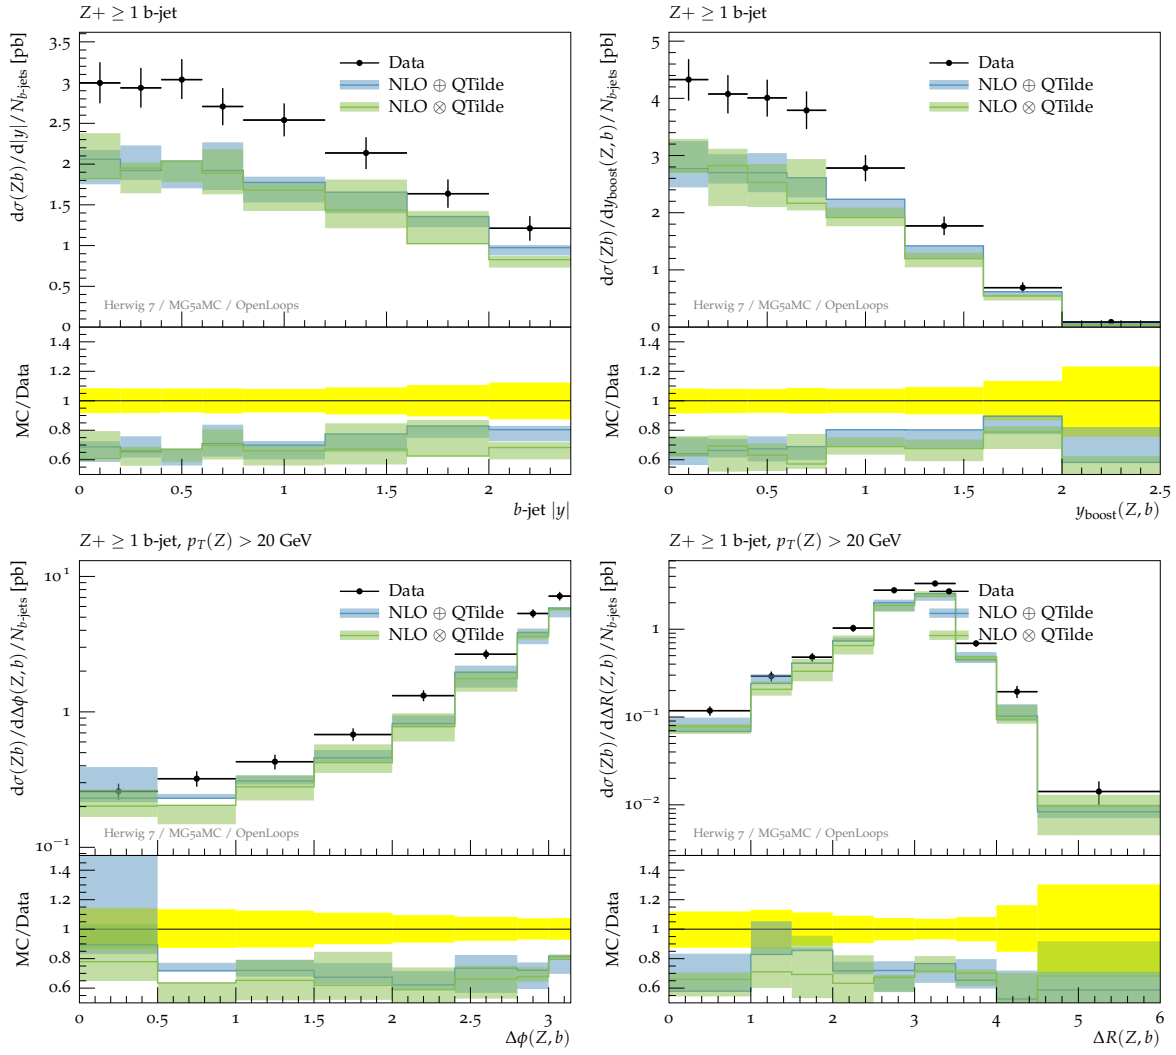 Z+ ≥ 1 b-jet
dσ(Zb)/d|y|/N_{b-jets} [pb]
3.5
3
2.5
2
1.5
1
0.5
0
Data
NLO ⊕ QTilde
NLO ⊗ QTilde
Herwig 7 / MG5aMC / OpenLoops
MC/Data
1.4
1.2
1
0.8
0.6
0
0.5
1
1.5
2
b-jet |y|
Z+ ≥ 1 b-jet
dσ(Zb)/dy_{boost}(Z, b)/N_{b-jets} [pb]
5
4
3
2
1
0
Data
NLO ⊕ QTilde
NLO ⊗ QTilde
Herwig 7 / MG5aMC / OpenLoops
MC/Data
1.4
1.2
1
0.8
0.6
0
0.5
1
1.5
2
2.5
y_{boost}(Z, b)
Z+ ≥ 1 b-jet, p_T(Z) > 20 GeV
dσ(Zb)/dΔϕ(Z, b)/N_{b-jets} [pb]
10^1
1
10^{−1}
Data
NLO ⊕ QTilde
NLO ⊗ QTilde
Herwig 7 / MG5aMC / OpenLoops
MC/Data
1.4
1.2
1
0.8
0.6
0
0.5
1
1.5
2
2.5
3
Δϕ(Z, b)
Z+ ≥ 1 b-jet, p_T(Z) > 20 GeV
dσ(Zb)/dΔR(Z, b)/N_{b-jets} [pb]
1
10^{−1}
10^{−2}
Data
NLO ⊕ QTilde
NLO ⊗ QTilde
Herwig 7 / MG5aMC / OpenLoops
MC/Data
1.4
1.2
1
0.8
0.6
0
1
2
3
4
5
6
ΔR(Z, b)